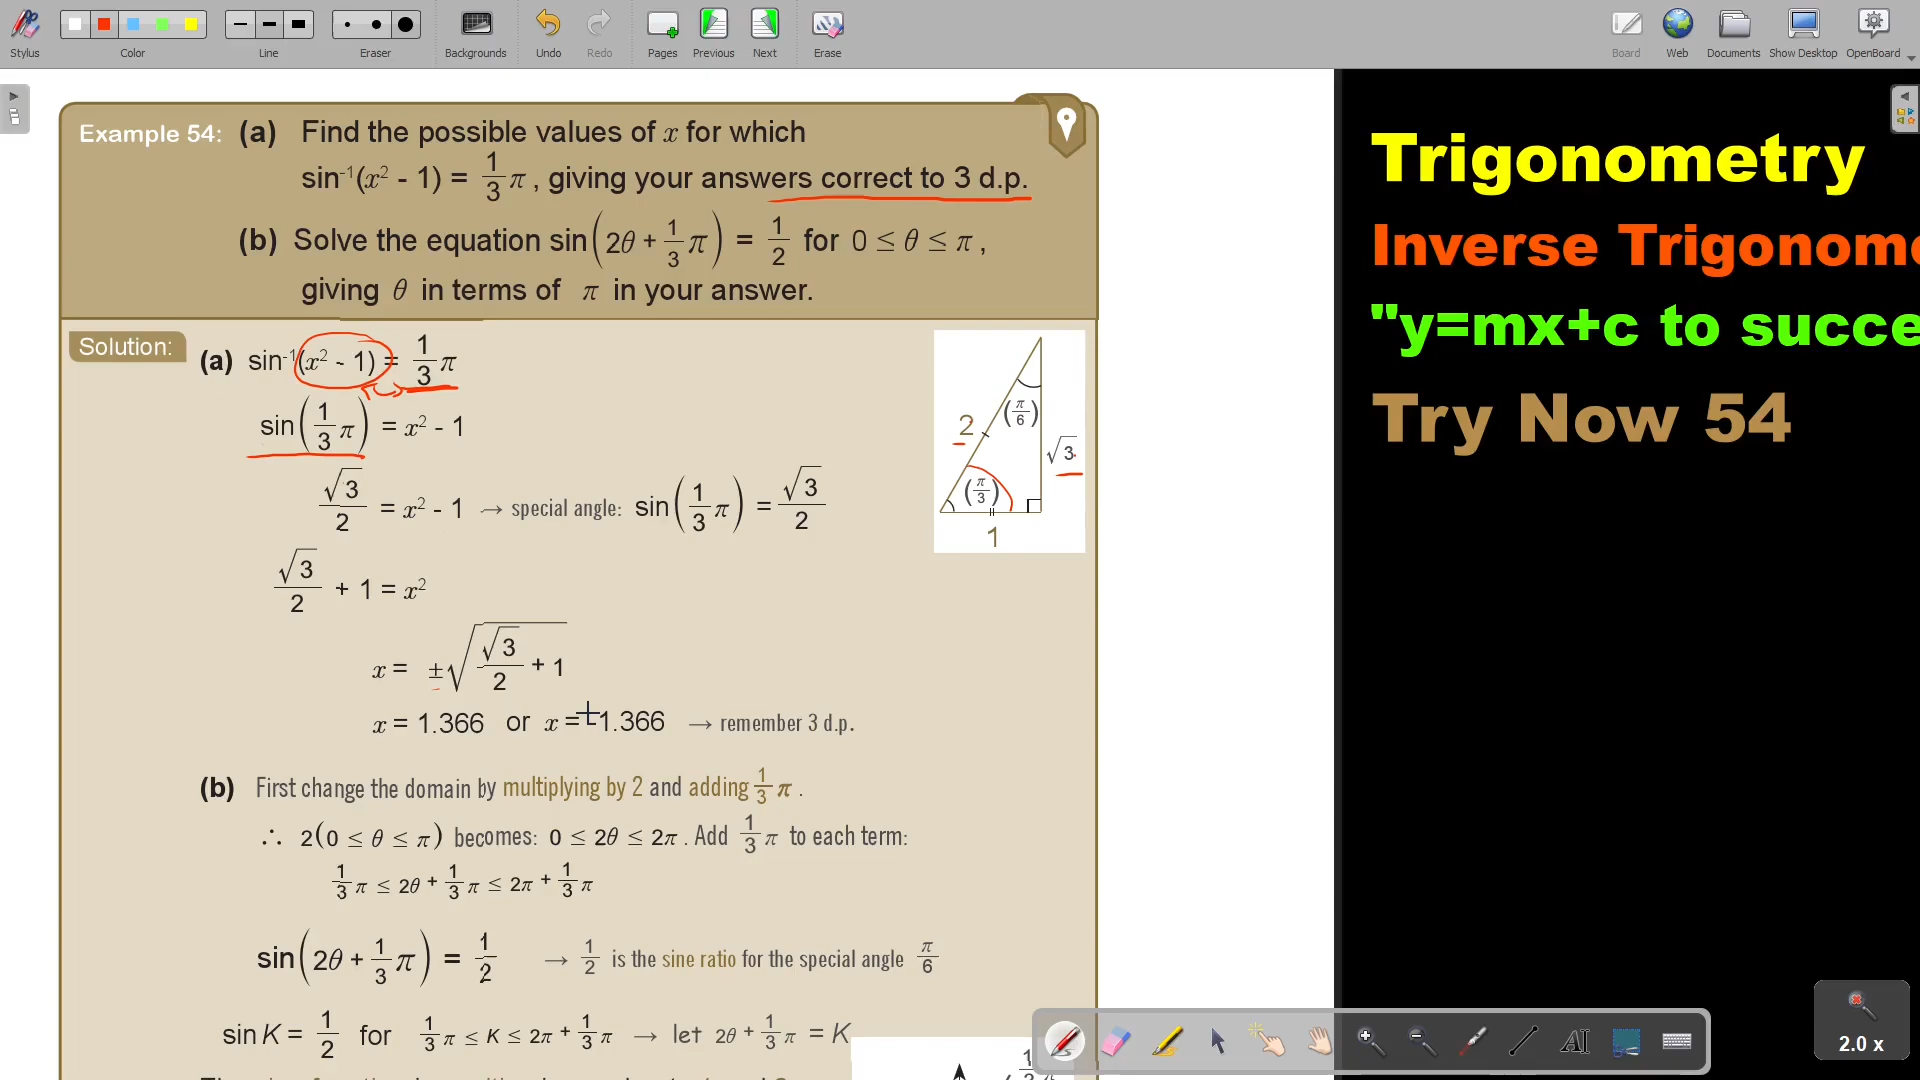 Stylus Color Line Eraser Backgrounds Undo Redo Pages Previous Next Erase Board Web Documents Show Desktop OpenBoard
Example 54: (a) Find the possible values of x for which
sin⁻¹(x² - 1) = 1/3 π, giving your answers correct to 3 d.p.
(b) Solve the equation sin(2θ + 1/3 π) = 1/2 for 0 ≤ θ ≤ π,
giving θ in terms of π in your answer.
Solution:
(a) sin⁻¹(x² - 1) = 1/3 π
sin(1/3 π) = x² - 1
√3/2 = x² - 1 → special angle: sin(1/3 π) = √3/2
√3/2 + 1 = x²
x = ±√(√3/2 + 1)
x = 1.366 or x = -1.366 → remember 3 d.p.
(π/6)
2
√3
(π/3)
1
(b) First change the domain by multiplying by 2 and adding 1/3 π.
∴ 2(0 ≤ θ ≤ π) becomes: 0 ≤ 2θ ≤ 2π. Add 1/3 π to each term:
1/3 π ≤ 2θ + 1/3 π ≤ 2π + 1/3 π
sin(2θ + 1/3 π) = 1/2 → 1/2 is the sine ratio for the special angle π/6
sin K = 1/2 for 1/3 π ≤ K ≤ 2π + 1/3 π → let 2θ + 1/3 π = K
Trigonometry
Inverse Trigonome
"y=mx+c to succe
Try Now 54
2.0 x